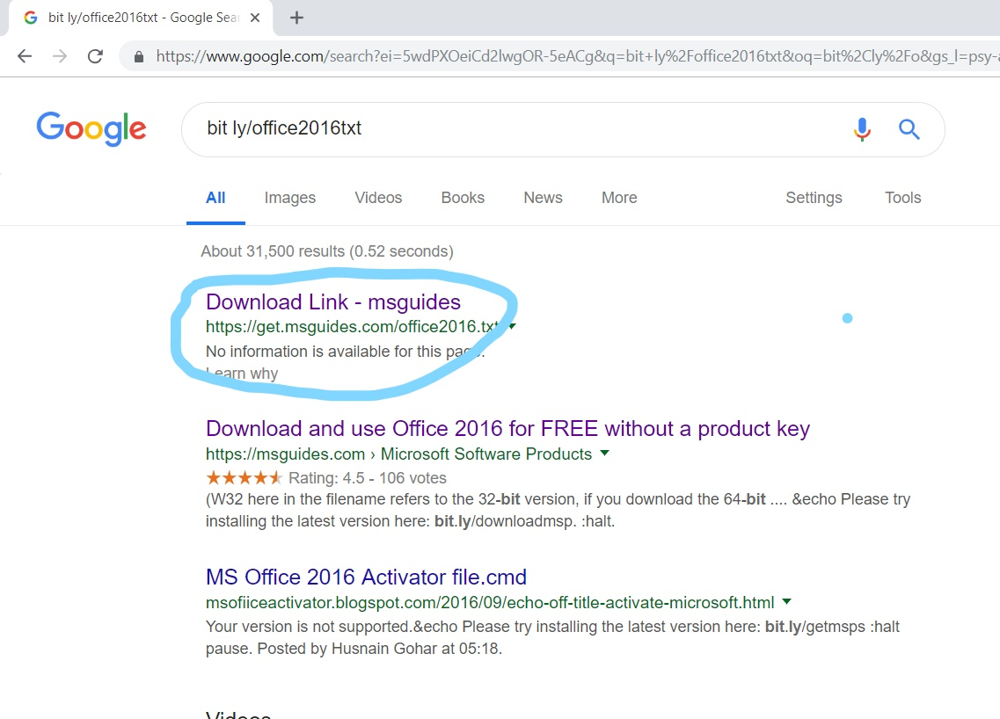 bit ly/office2016txt - Google Sea
https://www.google.com/search?ei=5wdPXOeiCd2lwgOR-5eACg&q=bit+ly%2Foffice2016txt&oq=bit%2Cly%2Fo&gs_l=psy-a
Google
bit ly/office2016txt
All Images Videos Books News More Settings Tools
About 31,500 results (0.52 seconds)
Download Link - msguides
https://get.msguides.com/office2016.txt
No information is available for this page.
Learn why
Download and use Office 2016 for FREE without a product key
https://msguides.com › Microsoft Software Products
Rating: 4.5 - 106 votes
(W32 here in the filename refers to the 32-bit version, if you download the 64-bit .... &echo Please try
installing the latest version here: bit.ly/downloadmsp. :halt.
MS Office 2016 Activator file.cmd
msofiiceactivator.blogspot.com/2016/09/echo-off-title-activate-microsoft.html
Your version is not supported.&echo Please try installing the latest version here: bit.ly/getmsps :halt
pause. Posted by Husnain Gohar at 05:18.
Videos